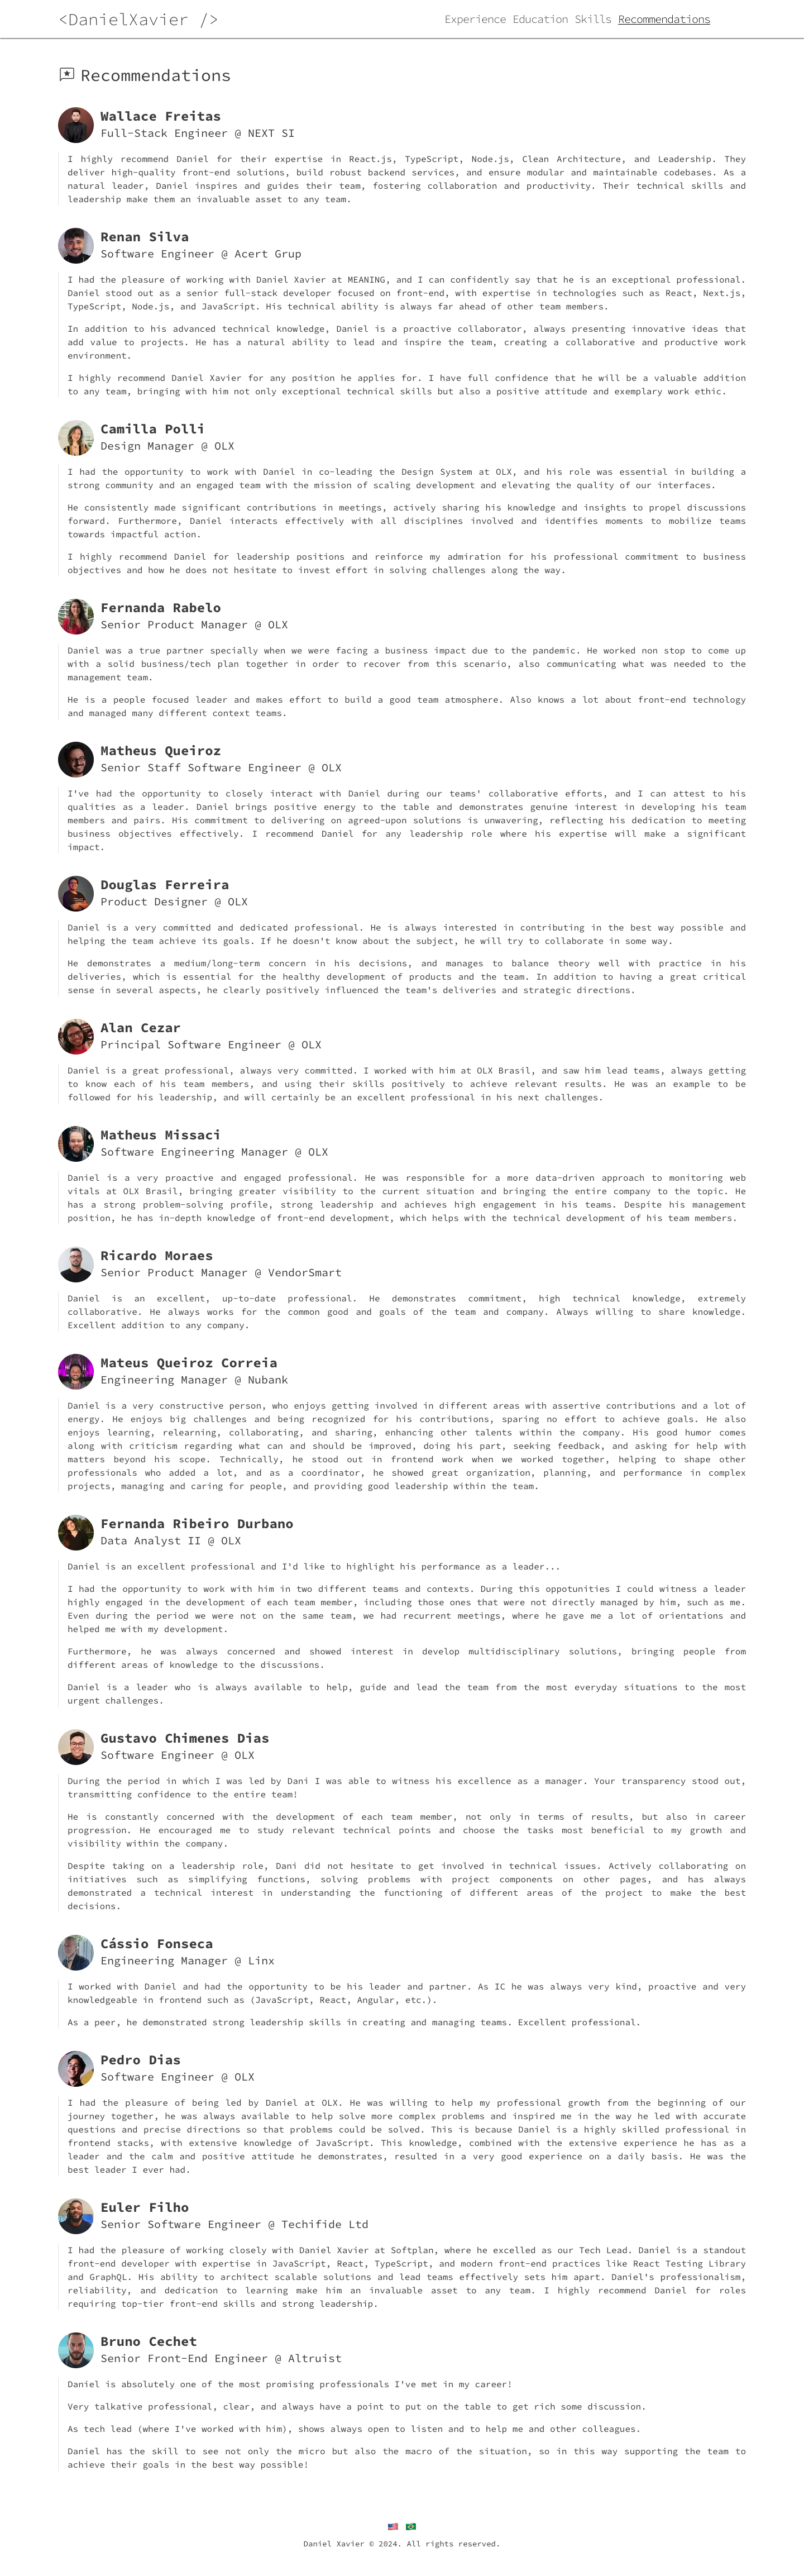 <DanielXavier />
Experience Education Skills Recommendations
Recommendations
Wallace Freitas
Full-Stack Engineer @ NEXT SI
I highly recommend Daniel for their expertise in React.js, TypeScript, Node.js, Clean Architecture, and Leadership. They
deliver high-quality front-end solutions, build robust backend services, and ensure modular and maintainable codebases. As a
natural leader, Daniel inspires and guides their team, fostering collaboration and productivity. Their technical skills and
leadership make them an invaluable asset to any team.
Renan Silva
Software Engineer @ Acert Grup
I had the pleasure of working with Daniel Xavier at MEANING, and I can confidently say that he is an exceptional professional.
Daniel stood out as a senior full-stack developer focused on front-end, with expertise in technologies such as React, Next.js,
TypeScript, Node.js, and JavaScript. His technical ability is always far ahead of other team members.
In addition to his advanced technical knowledge, Daniel is a proactive collaborator, always presenting innovative ideas that
add value to projects. He has a natural ability to lead and inspire the team, creating a collaborative and productive work
environment.
I highly recommend Daniel Xavier for any position he applies for. I have full confidence that he will be a valuable addition
to any team, bringing with him not only exceptional technical skills but also a positive attitude and exemplary work ethic.
Camilla Polli
Design Manager @ OLX
I had the opportunity to work with Daniel in co-leading the Design System at OLX, and his role was essential in building a
strong community and an engaged team with the mission of scaling development and elevating the quality of our interfaces.
He consistently made significant contributions in meetings, actively sharing his knowledge and insights to propel discussions
forward. Furthermore, Daniel interacts effectively with all disciplines involved and identifies moments to mobilize teams
towards impactful action.
I highly recommend Daniel for leadership positions and reinforce my admiration for his professional commitment to business
objectives and how he does not hesitate to invest effort in solving challenges along the way.
Fernanda Rabelo
Senior Product Manager @ OLX
Daniel was a true partner specially when we were facing a business impact due to the pandemic. He worked non stop to come up
with a solid business/tech plan together in order to recover from this scenario, also communicating what was needed to the
management team.
He is a people focused leader and makes effort to build a good team atmosphere. Also knows a lot about front-end technology
and managed many different context teams.
Matheus Queiroz
Senior Staff Software Engineer @ OLX
I've had the opportunity to closely interact with Daniel during our teams' collaborative efforts, and I can attest to his
qualities as a leader. Daniel brings positive energy to the table and demonstrates genuine interest in developing his team
members and pairs. His commitment to delivering on agreed-upon solutions is unwavering, reflecting his dedication to meeting
business objectives effectively. I recommend Daniel for any leadership role where his expertise will make a significant
impact.
Douglas Ferreira
Product Designer @ OLX
Daniel is a very committed and dedicated professional. He is always interested in contributing in the best way possible and
helping the team achieve its goals. If he doesn't know about the subject, he will try to collaborate in some way.
He demonstrates a medium/long-term concern in his decisions, and manages to balance theory well with practice in his
deliveries, which is essential for the healthy development of products and the team. In addition to having a great critical
sense in several aspects, he clearly positively influenced the team's deliveries and strategic directions.
Alan Cezar
Principal Software Engineer @ OLX
Daniel is a great professional, always very committed. I worked with him at OLX Brasil, and saw him lead teams, always getting
to know each of his team members, and using their skills positively to achieve relevant results. He was an example to be
followed for his leadership, and will certainly be an excellent professional in his next challenges.
Matheus Missaci
Software Engineering Manager @ OLX
Daniel is a very proactive and engaged professional. He was responsible for a more data-driven approach to monitoring web
vitals at OLX Brasil, bringing greater visibility to the current situation and bringing the entire company to the topic. He
has a strong problem-solving profile, strong leadership and achieves high engagement in his teams. Despite his management
position, he has in-depth knowledge of front-end development, which helps with the technical development of his team members.
Ricardo Moraes
Senior Product Manager @ VendorSmart
Daniel is an excellent, up-to-date professional. He demonstrates commitment, high technical knowledge, extremely
collaborative. He always works for the common good and goals of the team and company. Always willing to share knowledge.
Excellent addition to any company.
Mateus Queiroz Correia
Engineering Manager @ Nubank
Daniel is a very constructive person, who enjoys getting involved in different areas with assertive contributions and a lot of
energy. He enjoys big challenges and being recognized for his contributions, sparing no effort to achieve goals. He also
enjoys learning, relearning, collaborating, and sharing, enhancing other talents within the company. His good humor comes
along with criticism regarding what can and should be improved, doing his part, seeking feedback, and asking for help with
matters beyond his scope. Technically, he stood out in frontend work when we worked together, helping to shape other
professionals who added a lot, and as a coordinator, he showed great organization, planning, and performance in complex
projects, managing and caring for people, and providing good leadership within the team.
Fernanda Ribeiro Durbano
Data Analyst II @ OLX
Daniel is an excellent professional and I'd like to highlight his performance as a leader...
I had the opportunity to work with him in two different teams and contexts. During this oppotunities I could witness a leader
highly engaged in the development of each team member, including those ones that were not directly managed by him, such as me.
Even during the period we were not on the same team, we had recurrent meetings, where he gave me a lot of orientations and
helped me with my development.
Furthermore, he was always concerned and showed interest in develop multidisciplinary solutions, bringing people from
different areas of knowledge to the discussions.
Daniel is a leader who is always available to help, guide and lead the team from the most everyday situations to the most
urgent challenges.
Gustavo Chimenes Dias
Software Engineer @ OLX
During the period in which I was led by Dani I was able to witness his excellence as a manager. Your transparency stood out,
transmitting confidence to the entire team!
He is constantly concerned with the development of each team member, not only in terms of results, but also in career
progression. He encouraged me to study relevant technical points and choose the tasks most beneficial to my growth and
visibility within the company.
Despite taking on a leadership role, Dani did not hesitate to get involved in technical issues. Actively collaborating on
initiatives such as simplifying functions, solving problems with project components on other pages, and has always
demonstrated a technical interest in understanding the functioning of different areas of the project to make the best
decisions.
Cássio Fonseca
Engineering Manager @ Linx
I worked with Daniel and had the opportunity to be his leader and partner. As IC he was always very kind, proactive and very
knowledgeable in frontend such as (JavaScript, React, Angular, etc.).
As a peer, he demonstrated strong leadership skills in creating and managing teams. Excellent professional.
Pedro Dias
Software Engineer @ OLX
I had the pleasure of being led by Daniel at OLX. He was willing to help my professional growth from the beginning of our
journey together, he was always available to help solve more complex problems and inspired me in the way he led with accurate
questions and precise directions so that problems could be solved. This is because Daniel is a highly skilled professional in
frontend stacks, with extensive knowledge of JavaScript. This knowledge, combined with the extensive experience he has as a
leader and the calm and positive attitude he demonstrates, resulted in a very good experience on a daily basis. He was the
best leader I ever had.
Euler Filho
Senior Software Engineer @ Techifide Ltd
I had the pleasure of working closely with Daniel Xavier at Softplan, where he excelled as our Tech Lead. Daniel is a standout
front-end developer with expertise in JavaScript, React, TypeScript, and modern front-end practices like React Testing Library
and GraphQL. His ability to architect scalable solutions and lead teams effectively sets him apart. Daniel's professionalism,
reliability, and dedication to learning make him an invaluable asset to any team. I highly recommend Daniel for roles
requiring top-tier front-end skills and strong leadership.
Bruno Cechet
Senior Front-End Engineer @ Altruist
Daniel is absolutely one of the most promising professionals I've met in my career!
Very talkative professional, clear, and always have a point to put on the table to get rich some discussion.
As tech lead (where I've worked with him), shows always open to listen and to help me and other colleagues.
Daniel has the skill to see not only the micro but also the macro of the situation, so in this way supporting the team to
achieve their goals in the best way possible!
Daniel Xavier © 2024. All rights reserved.